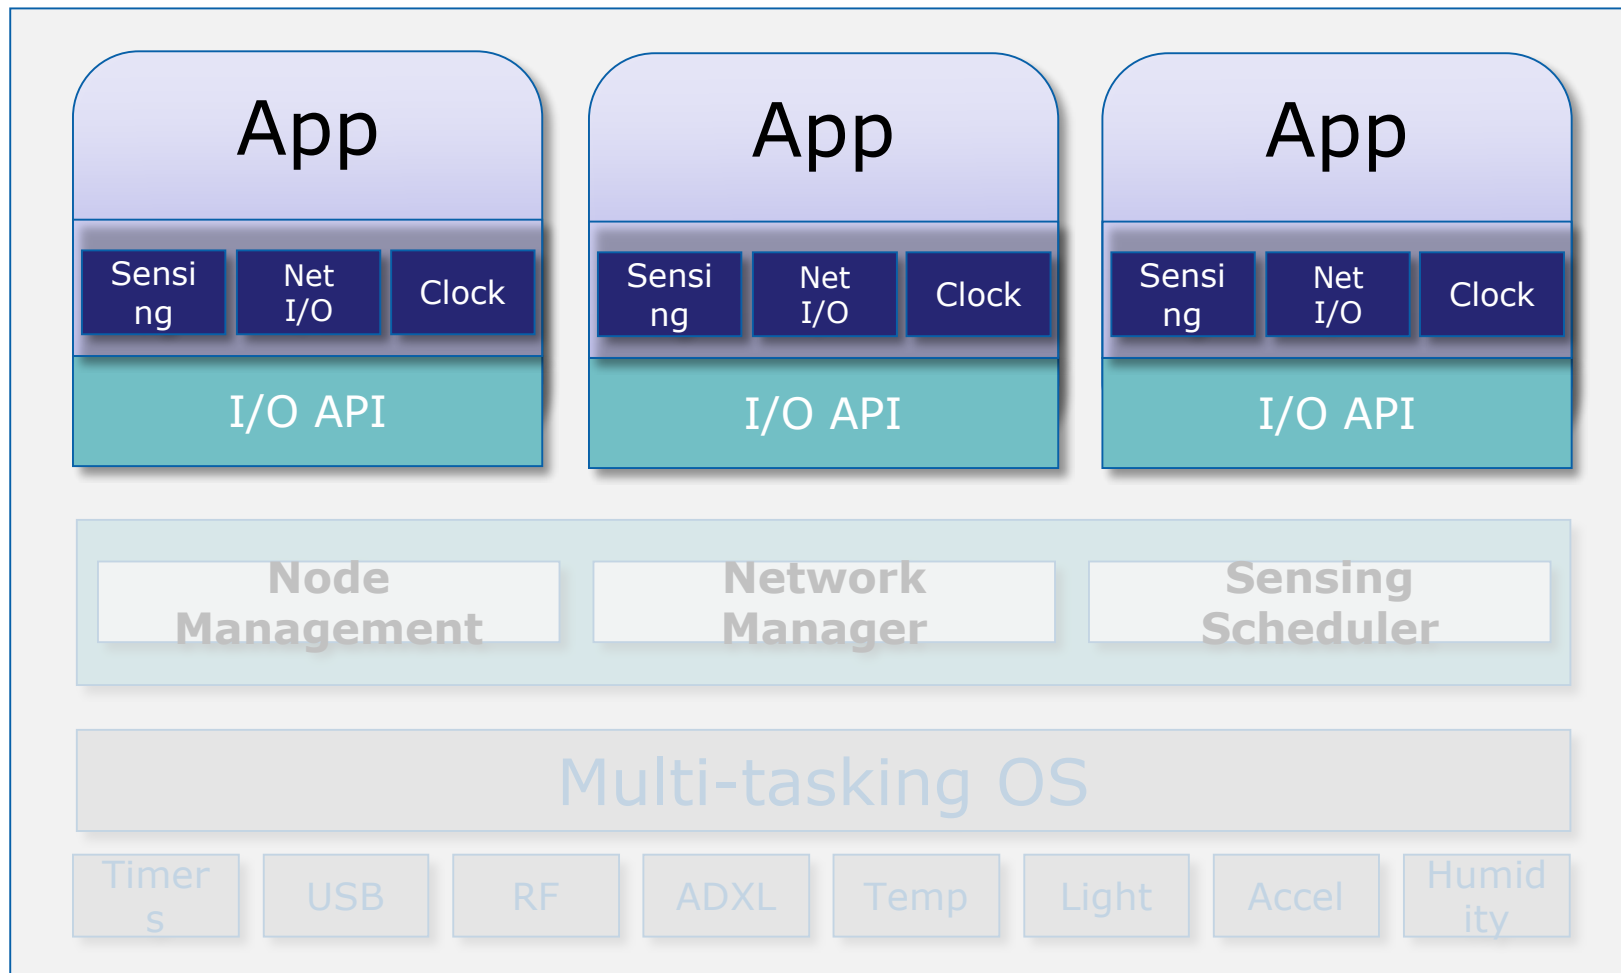 App
App
App
Sensi
ng
Net
I/O
Clock
Sensi
ng
Net
I/O
Clock
Sensi
ng
Net
I/O
Clock
I/O API
I/O API
I/O API
Node
Management
Network
Manager
Sensing
Scheduler
Multi-tasking OS
Timer
s
USB
RF
ADXL
Temp
Light
Accel
Humid
ity